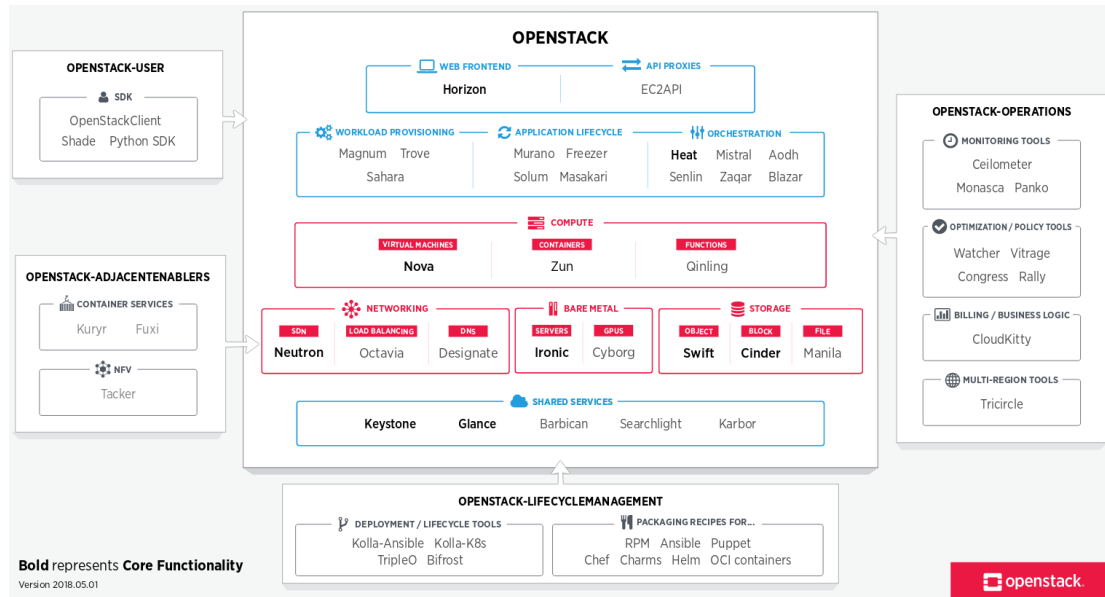 OPENSTACK
WEB FRONTEND
API PROXIES
Horizon
EC2API
WORKLOAD PROVISIONING
APPLICATION LIFECYCLE
ORCHESTRATION
Magnum Trove
Sahara
Murano Freezer
Solum Masakari
Heat Mistral Aodh
Senlin Zaqar Blazar
COMPUTE
VIRTUAL MACHINES
CONTAINERS
FUNCTIONS
Nova
Zun
Qinling
NETWORKING
SDN
LOAD BALANCING
DNS
Neutron
Octavia
Designate
BARE METAL
SERVERS
GPUS
Ironic
Cyborg
STORAGE
OBJECT
BLOCK
FILE
Swift
Cinder
Manila
SHARED SERVICES
Keystone Glance Barbican Searchlight Karbor
OPENSTACK-USER
SDK
OpenStackClient
Shade Python SDK
OPENSTACK-ADJACENTENABLERS
CONTAINER SERVICES
Kuryr Fuxi
NFV
Tacker
OPENSTACK-OPERATIONS
MONITORING TOOLS
Ceilometer
Monasca Panko
OPTIMIZATION / POLICY TOOLS
Watcher Vitrage
Congress Rally
BILLING / BUSINESS LOGIC
CloudKitty
MULTI-REGION TOOLS
Tricircle
OPENSTACK-LIFECYCLEMANAGEMENT
DEPLOYMENT / LIFECYCLE TOOLS
Kolla-Ansible Kolla-K8s
TripleO Bifrost
PACKAGING RECIPES FOR...
RPM Ansible Puppet
Chef Charms Helm OCI containers
Bold represents Core Functionality
Version 2018.05.01
openstack.